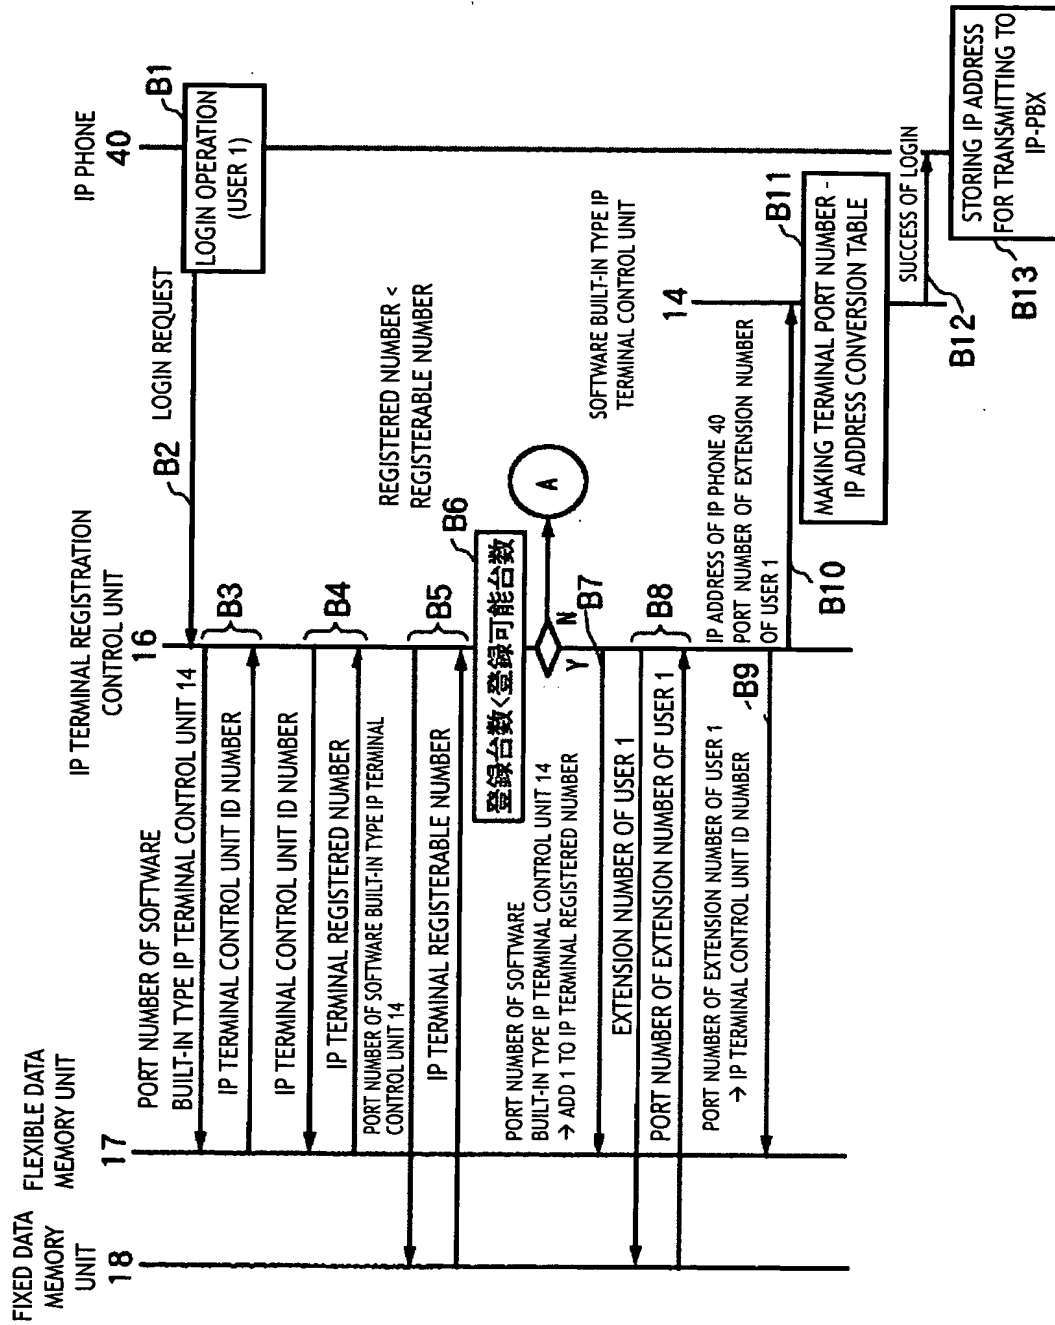 FIXED DATA
MEMORY
UNIT
18
FLEXIBLE DATA
MEMORY UNIT
17
IP TERMINAL REGISTRATION
CONTROL UNIT
16
IP PHONE
40
B1
LOGIN OPERATION
(USER 1)
B2
LOGIN REQUEST
PORT NUMBER OF SOFTWARE
BUILT-IN TYPE IP TERMINAL CONTROL UNIT 14
B3
IP TERMINAL CONTROL UNIT ID NUMBER
IP TERMINAL CONTROL UNIT ID NUMBER
B4
IP TERMINAL REGISTERED NUMBER
PORT NUMBER OF SOFTWARE BUILT-IN TYPE IP TERMINAL
CONTROL UNIT 14
B5
IP TERMINAL REGISTERABLE NUMBER
REGISTERED NUMBER <
REGISTERABLE NUMBER
B6
登録台数<登録可能台数
A
N
Y
B7
PORT NUMBER OF SOFTWARE
BUILT-IN TYPE IP TERMINAL CONTROL UNIT 14
→ ADD 1 TO IP TERMINAL REGISTERED NUMBER
EXTENSION NUMBER OF USER 1
B8
PORT NUMBER OF EXTENSION NUMBER OF USER 1
SOFTWARE BUILT-IN TYPE IP
TERMINAL CONTROL UNIT
14
PORT NUMBER OF EXTENSION NUMBER OF USER 1
→ IP TERMINAL CONTROL UNIT ID NUMBER
B9
IP ADDRESS OF IP PHONE 40
PORT NUMBER OF EXTENSION NUMBER
OF USER 1
B10
B11
MAKING TERMINAL PORT NUMBER -
IP ADDRESS CONVERSION TABLE
SUCCESS OF LOGIN
B12
STORING IP ADDRESS
FOR TRANSMITTING TO
IP-PBX
B13